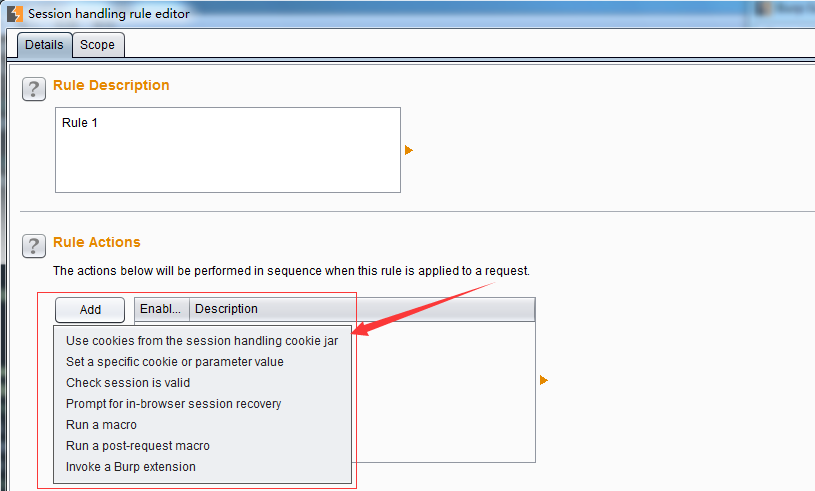 Session handling rule editor
Details Scope
? Rule Description
Rule 1
? Rule Actions
The actions below will be performed in sequence when this rule is applied to a request.
Add Enabl... Description
Use cookies from the session handling cookie jar
Set a specific cookie or parameter value
Check session is valid
Prompt for in-browser session recovery
Run a macro
Run a post-request macro
Invoke a Burp extension